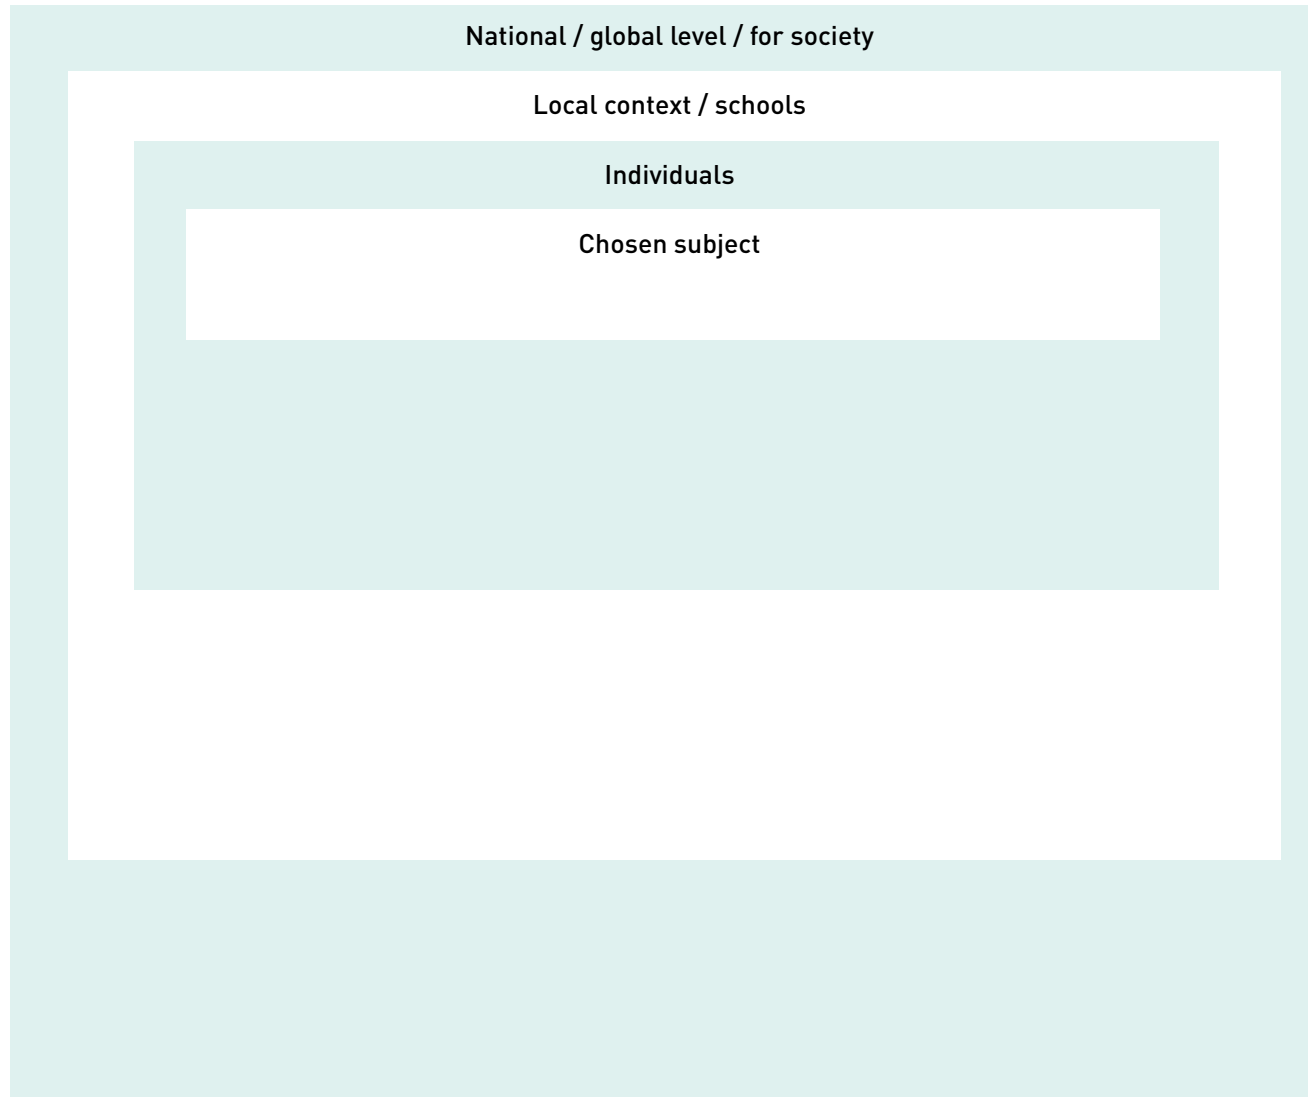 National / global level / for society
Local context / schools
Individuals
Chosen subject